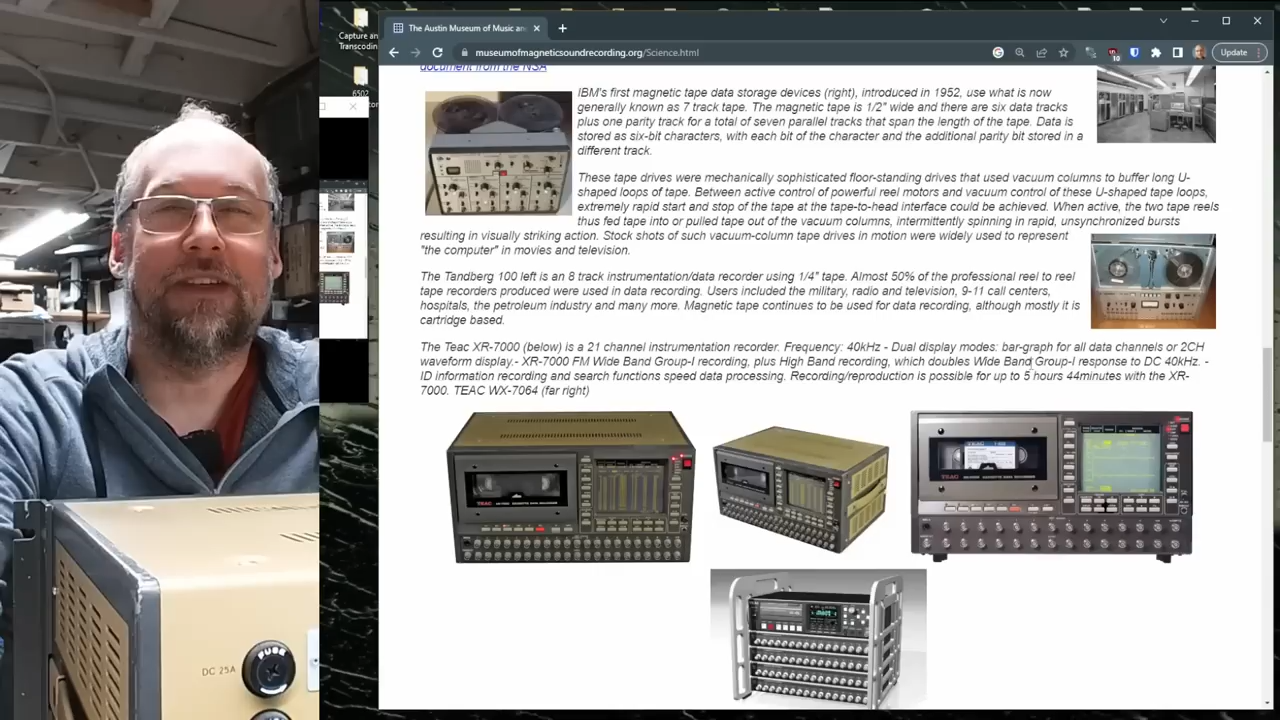 Capture an
Transcodin
6502
The Austin Museum of Music an
museumofmagneticsoundrecording.org/Science.html
10
Update
document from the NSA
IBM's first magnetic tape data storage devices (right), introduced in 1952, use what is now
generally known as 7 track tape. The magnetic tape is 1/2" wide and there are six data tracks
plus one parity track for a total of seven parallel tracks that span the length of the tape. Data is
stored as six-bit characters, with each bit of the character and the additional parity bit stored in a
different track.
These tape drives were mechanically sophisticated floor-standing drives that used vacuum columns to buffer long U-
shaped loops of tape. Between active control of powerful reel motors and vacuum control of these U-shaped tape loops,
extremely rapid start and stop of the tape at the tape-to-head interface could be achieved. When active, the two tape reels
thus fed tape into or pulled tape out of the vacuum columns, intermittently spinning in rapid, unsynchronized bursts
resulting in visually striking action. Stock shots of such vacuum-column tape drives in motion were widely used to represent
"the computer" in movies and television.
The Tandberg 100 left is an 8 track instrumentation/data recorder using 1/4" tape. Almost 50% of the professional reel to reel
tape recorders produced were used in data recording. Users included the military, radio and television, 9-11 call centers,
hospitals, the petroleum industry and many more. Magnetic tape continues to be used for data recording, although mostly it is
cartridge based.
The Teac XR-7000 (below) is a 21 channel instrumentation recorder. Frequency: 40kHz - Dual display modes: bar-graph for all data channels or 2CH
waveform display.- XR-7000 FM Wide Band Group-I recording, plus High Band recording, which doubles Wide Band Group-I response to DC 40kHz. -
ID information recording and search functions speed data processing. Recording/reproduction is possible for up to 5 hours 44minutes with the XR-
7000. TEAC WX-7064 (far right)
TEAC
TEAC
DC 25A
FUSE